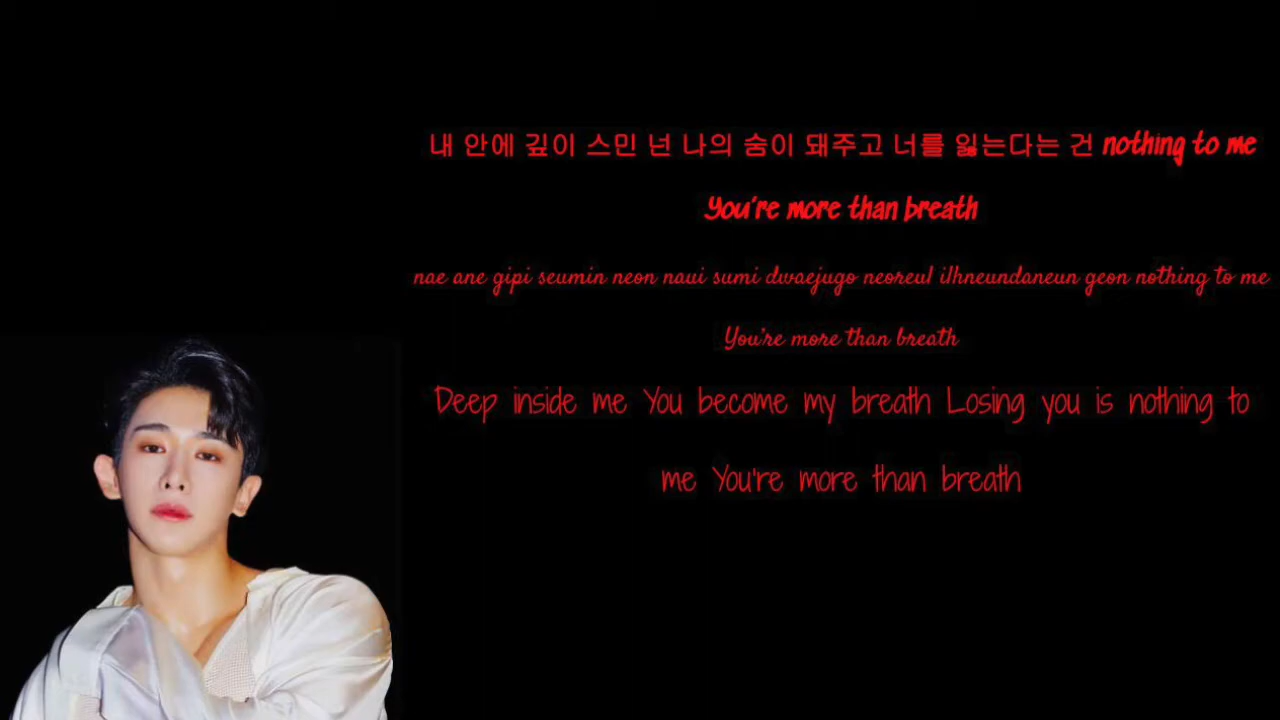 내 안에 깊이 스민 넌 나의 숨이 돼주고 너를 잃는다는 건 nothing to me
You're more than breath
nae ane gipi seumin neon naui sumi dwaejugo neoreul ilhneundaneun geon nothing to me
You're more than breath
Deep inside me You become my breath Losing you is nothing to
me You're more than breath